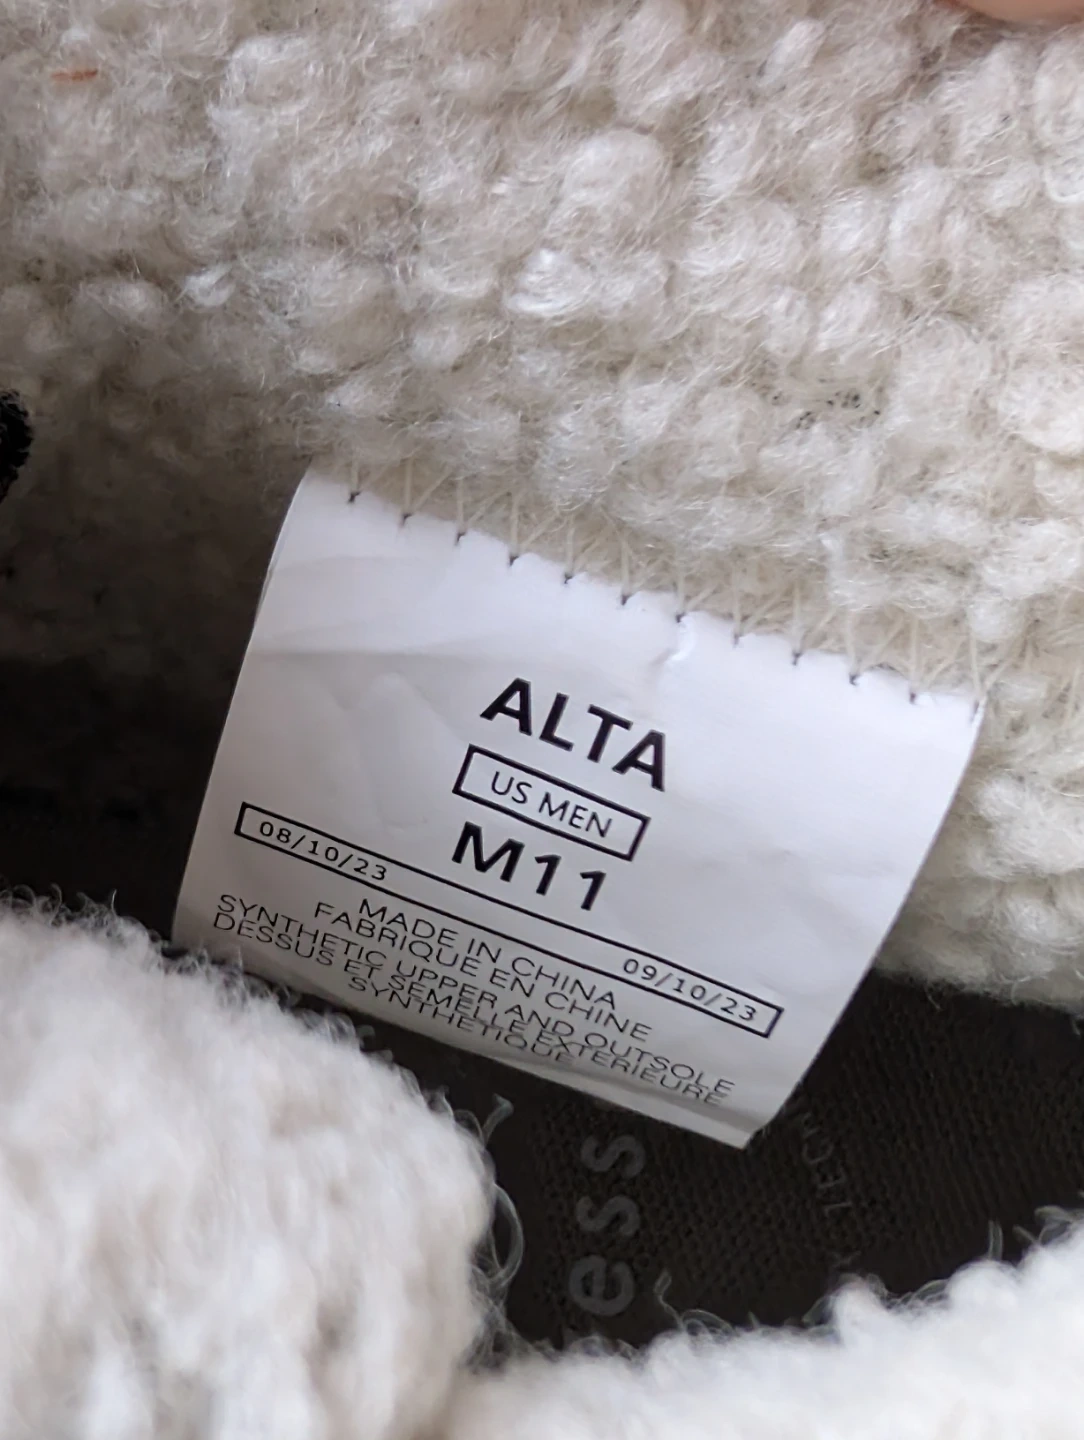 ALTA
US MEN
M11
08/10/23
09/10/23
MADE IN CHINA
FABRIQUE EN CHINE
SYNTHETIC UPPER AND OUTSOLE
DESSUS ET SEMELLE EXTERIEURE
SYNTHETIQUE
ess